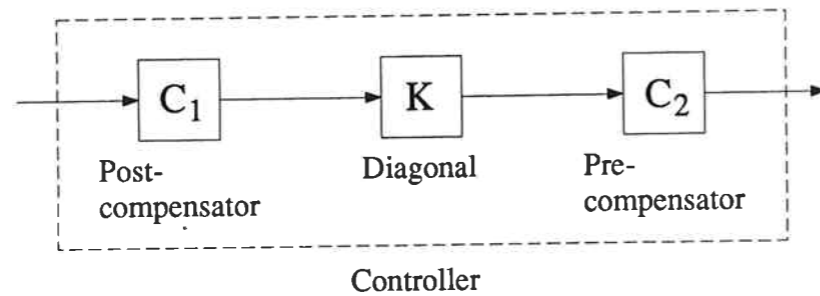 C₁
K
C₂
Post-
compensator
Diagonal
Pre-
compensator
Controller